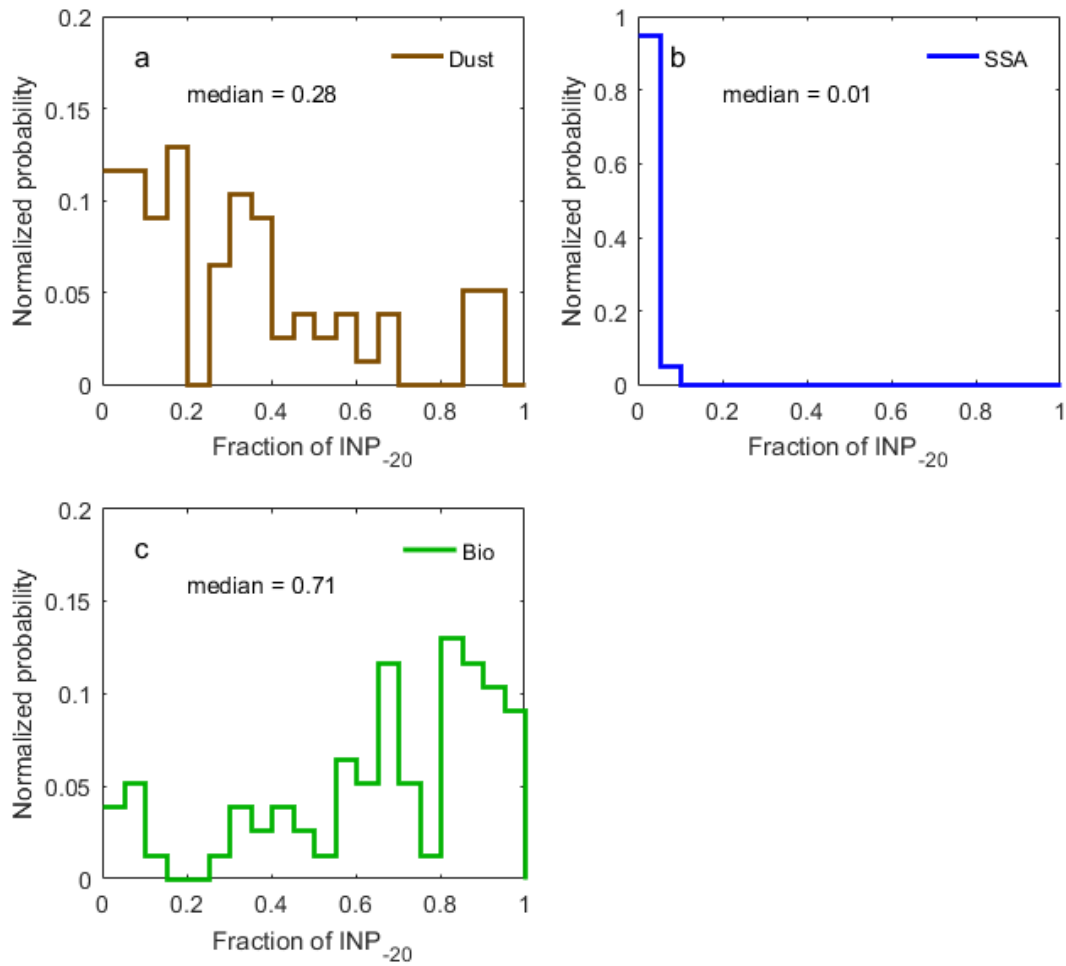 a
Dust
median = 0.28
Normalized probability
0.2
0.15
0.1
0.05
0
0 0.2 0.4 0.6 0.8 1
Fraction of INP_-20
b
SSA
median = 0.01
Normalized probability
1
0.8
0.6
0.4
0.2
0
0 0.2 0.4 0.6 0.8 1
Fraction of INP_-20
c
Bio
median = 0.71
Normalized probability
0.2
0.15
0.1
0.05
0
0 0.2 0.4 0.6 0.8 1
Fraction of INP_-20